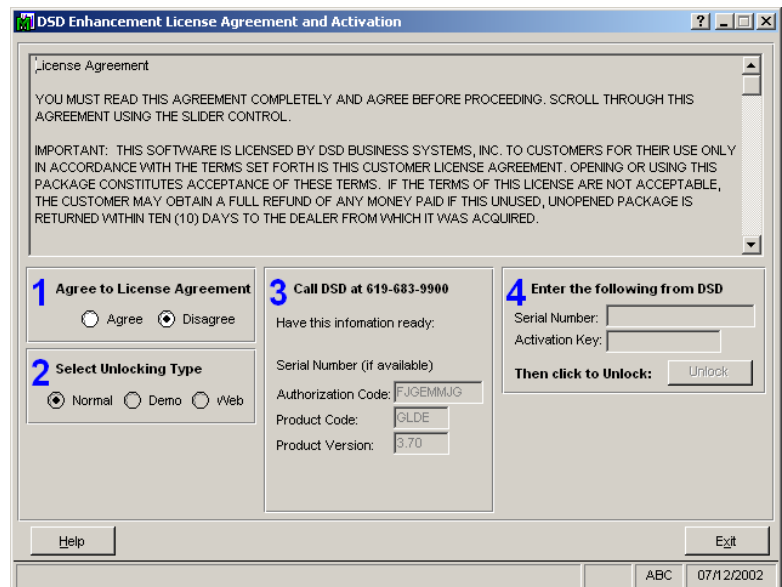 DSD Enhancement License Agreement and Activation
License Agreement
YOU MUST READ THIS AGREEMENT COMPLETELY AND AGREE BEFORE PROCEEDING. SCROLL THROUGH THIS
AGREEMENT USING THE SLIDER CONTROL.
IMPORTANT: THIS SOFTWARE IS LICENSED BY DSD BUSINESS SYSTEMS, INC. TO CUSTOMERS FOR THEIR USE ONLY
IN ACCORDANCE WITH THE TERMS SET FORTH IS THIS CUSTOMER LICENSE AGREEMENT. OPENING OR USING THIS
PACKAGE CONSTITUTES ACCEPTANCE OF THESE TERMS. IF THE TERMS OF THIS LICENSE ARE NOT ACCEPTABLE,
THE CUSTOMER MAY OBTAIN A FULL REFUND OF ANY MONEY PAID IF THIS UNUSED, UNOPENED PACKAGE IS
RETURNED WITHIN TEN (10) DAYS TO THE DEALER FROM WHICH IT WAS ACQUIRED.
1 Agree to License Agreement
Agree Disagree
2 Select Unlocking Type
Normal Demo Web
3 Call DSD at 619-683-9900
Have this infomation ready:
Serial Number (if available)
Authorization Code: FJGEMMJG
Product Code: GLDE
Product Version: 3.70
4 Enter the following from DSD
Serial Number:
Activation Key:
Then click to Unlock: Unlock
Help
Exit
ABC 07/12/2002